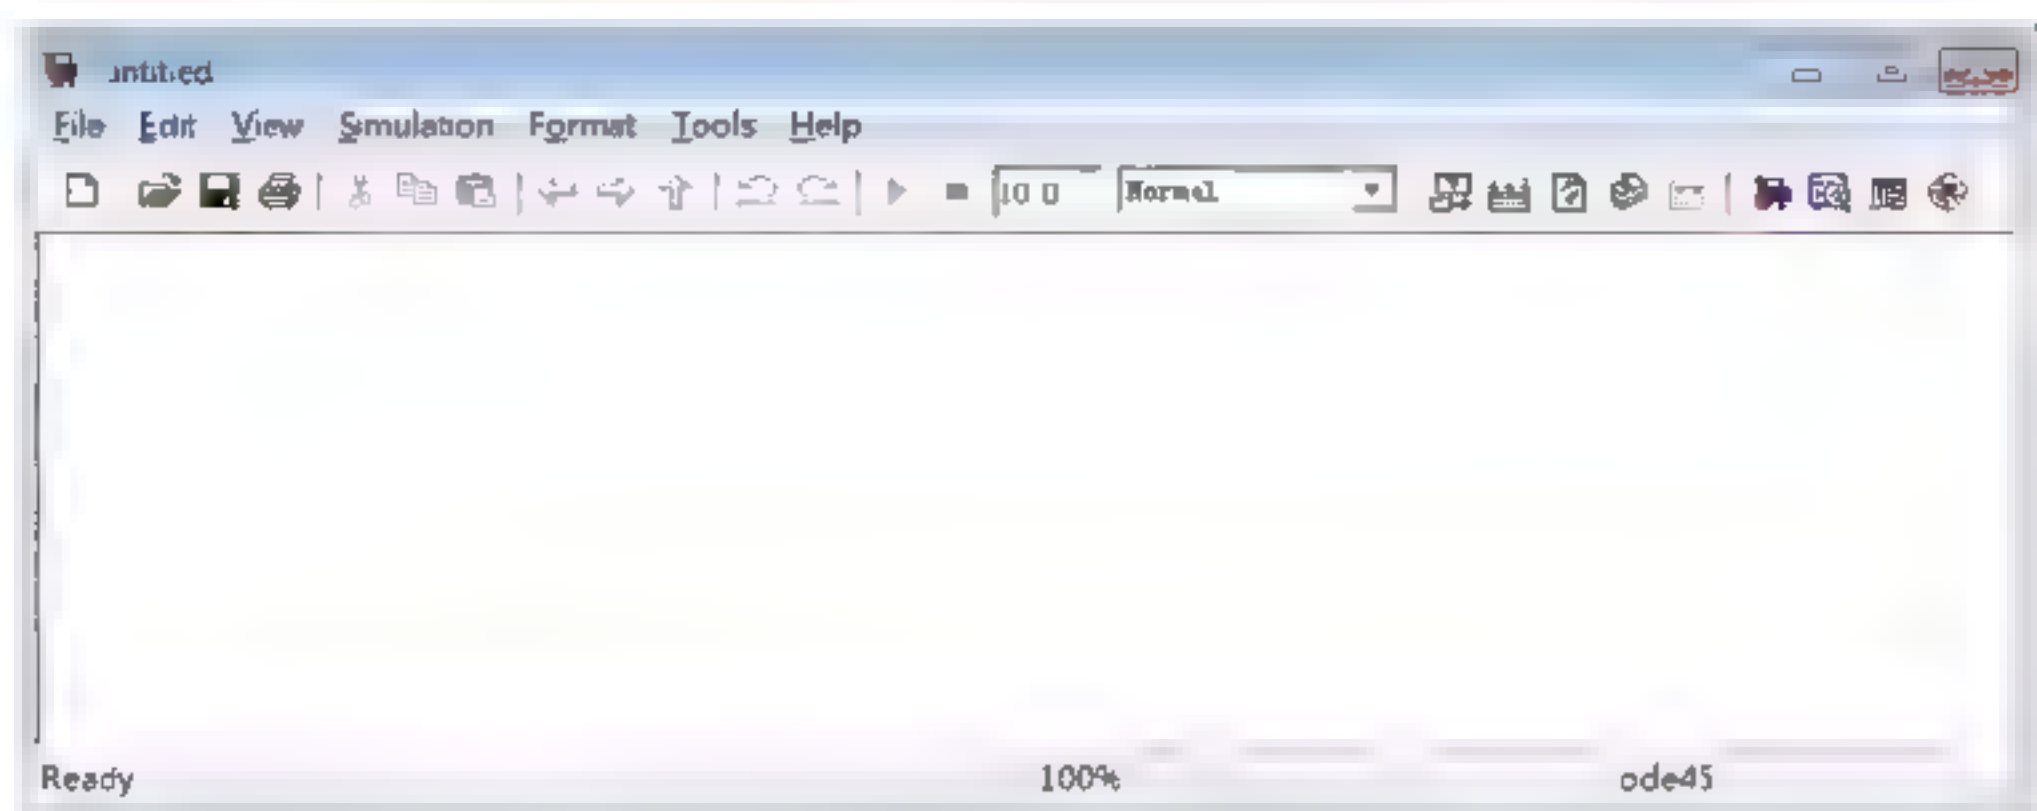 untitled
File Edit View Simulation Format Tools Help
10.0 Normal
Ready 100% ode45